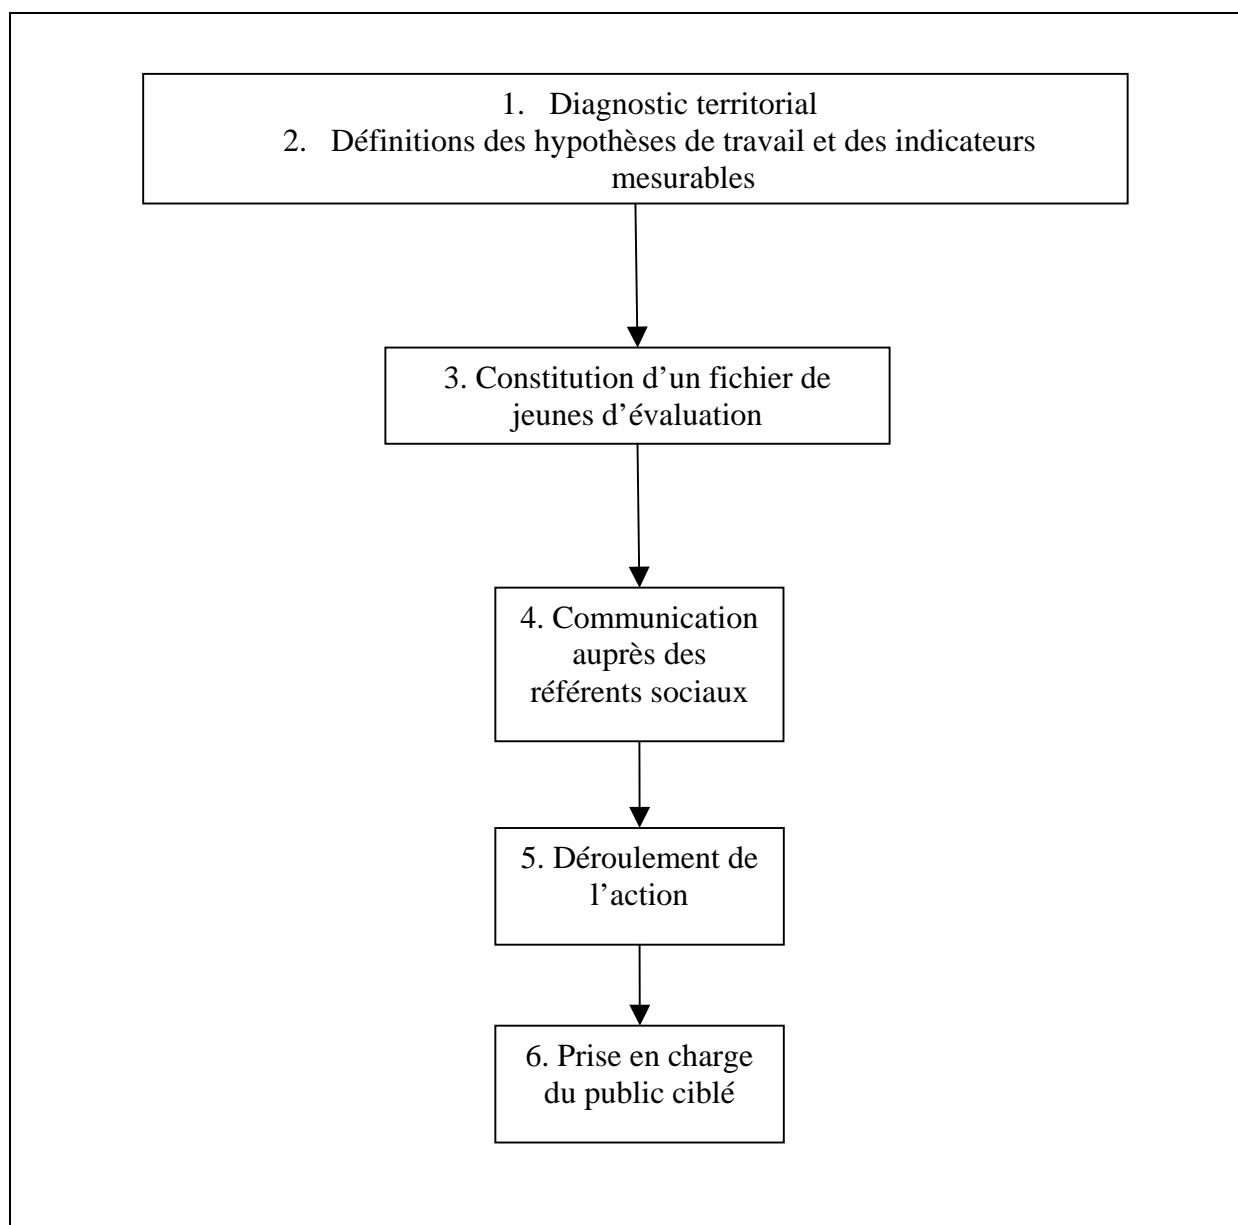 1. Diagnostic territorial
2. Définitions des hypothèses de travail et des indicateurs
mesurables
3. Constitution d’un fichier de
jeunes d’évaluation
4. Communication
auprès des
référents sociaux
5. Déroulement de
l’action
6. Prise en charge
du public ciblé